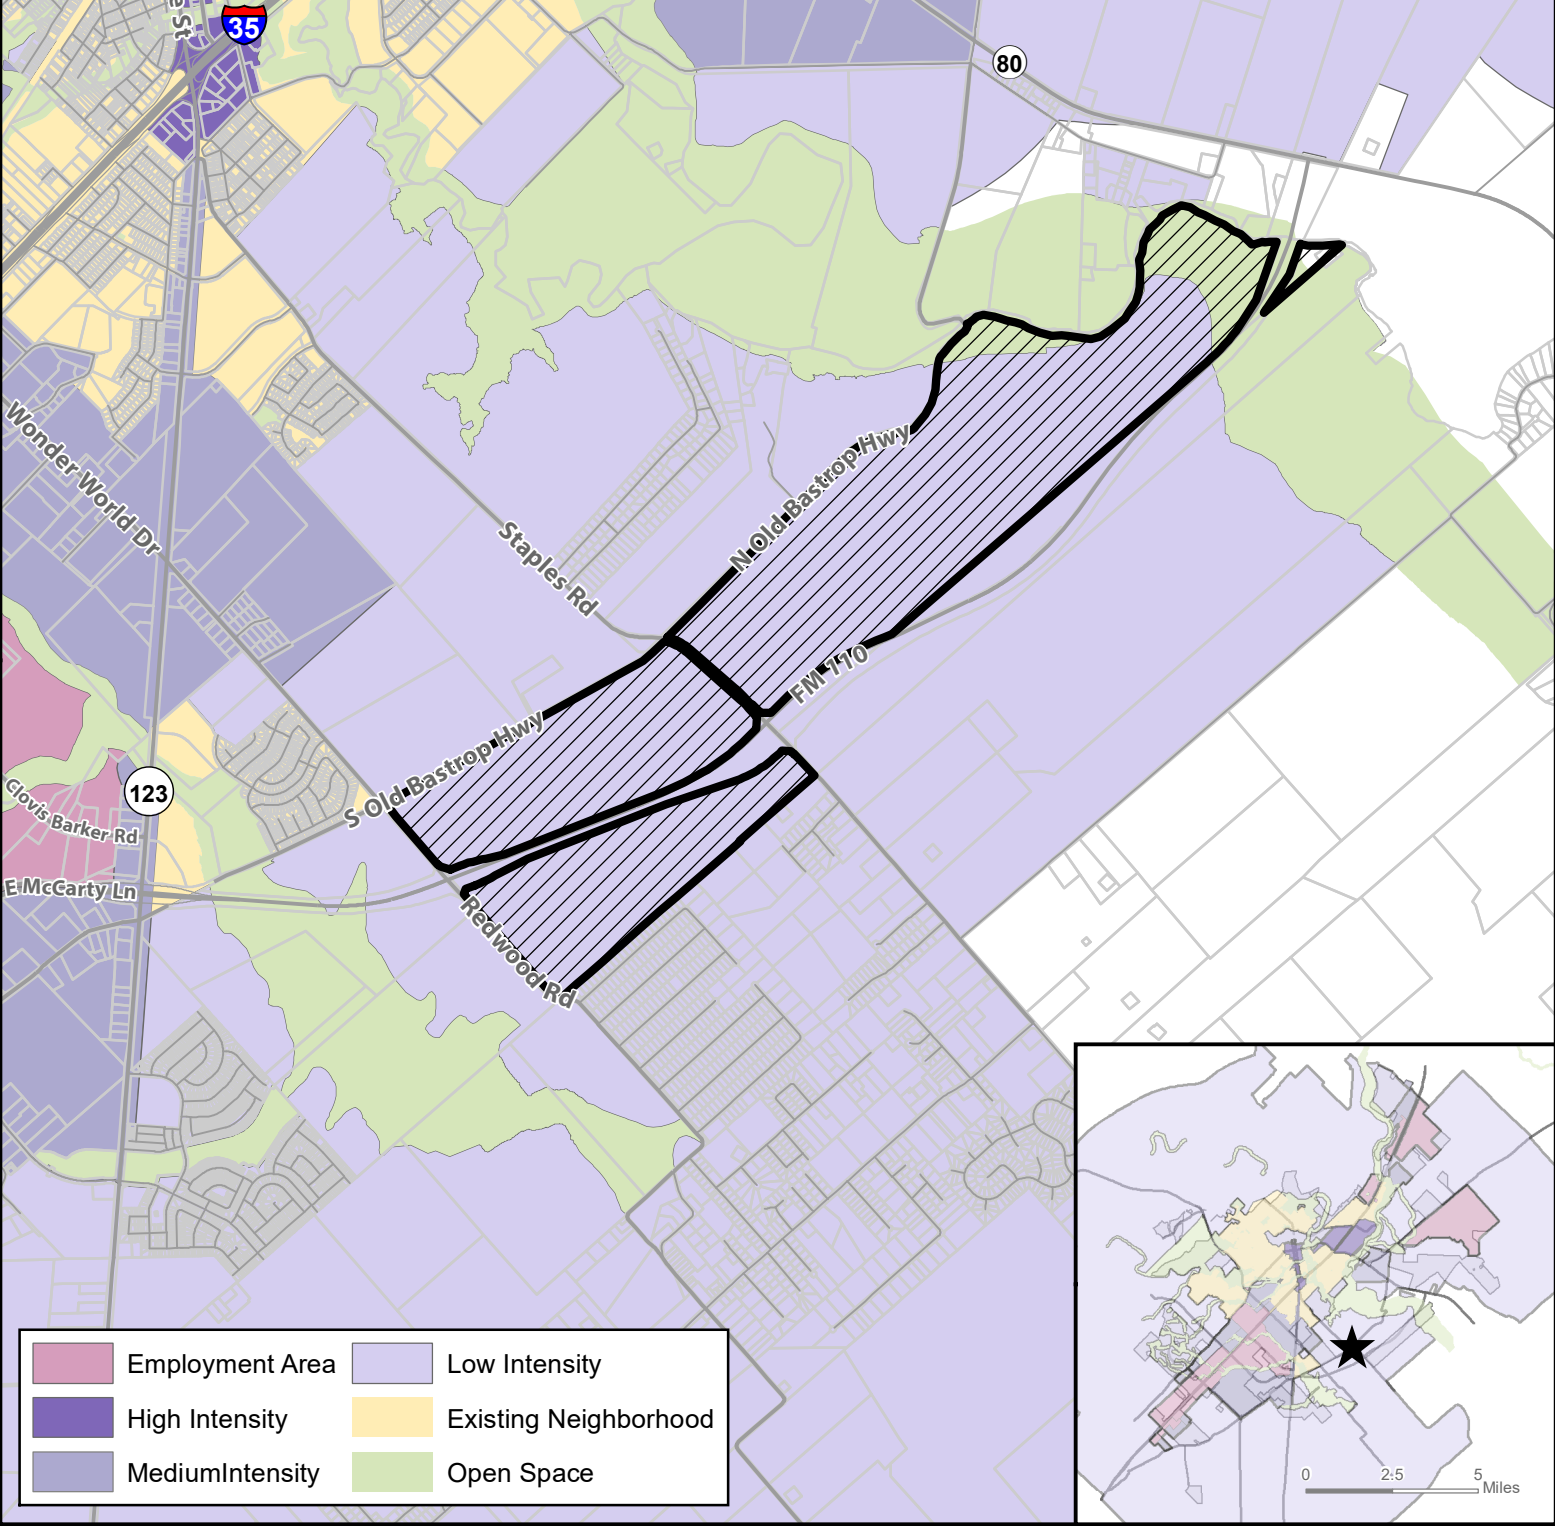 e St
35
80
Wonder World Dr
Staples Rd
N Old Bastrop Hwy
FM 110
S Old Bastrop Hwy
123
Clovis Barker Rd
E McCarty Ln
Redwood Rd
Employment Area
High Intensity
MediumIntensity
Low Intensity
Existing Neighborhood
Open Space
0 2.5 5
Miles